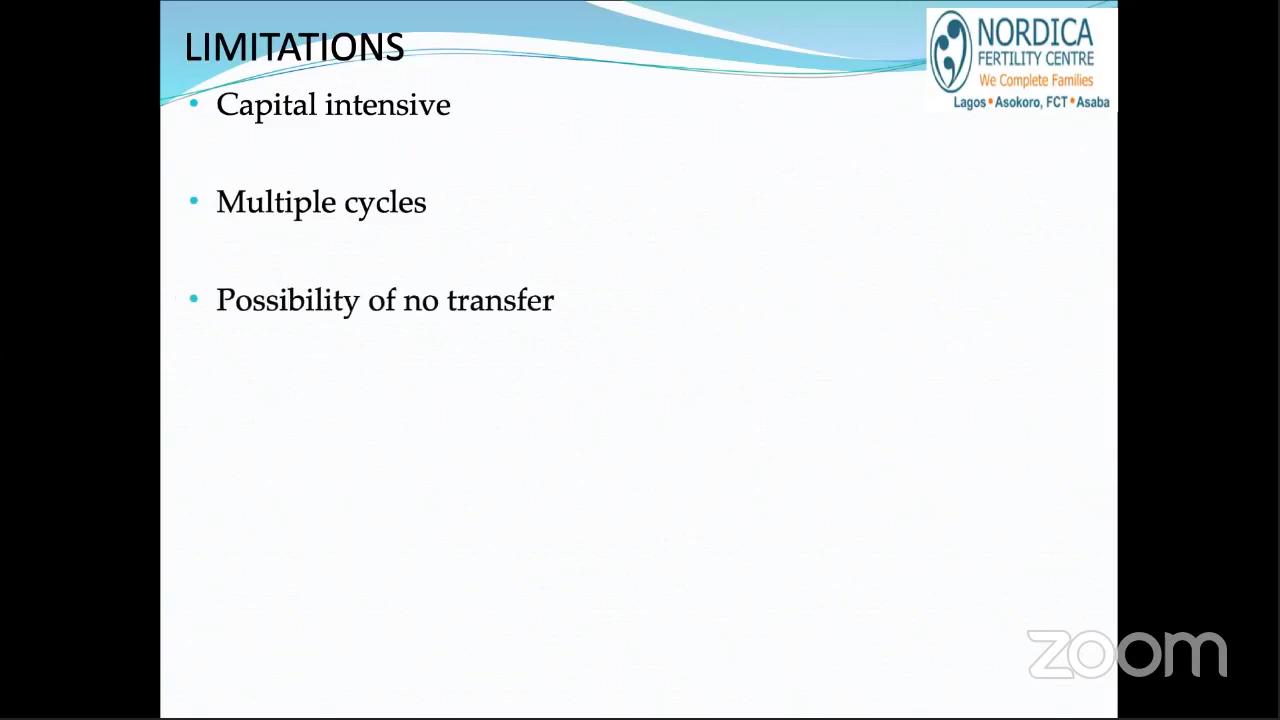 LIMITATIONS
NORDICA
FERTILITY CENTRE
We Complete Families
Lagos • Asokoro, FCT • Asaba
• Capital intensive
• Multiple cycles
• Possibility of no transfer
zoom